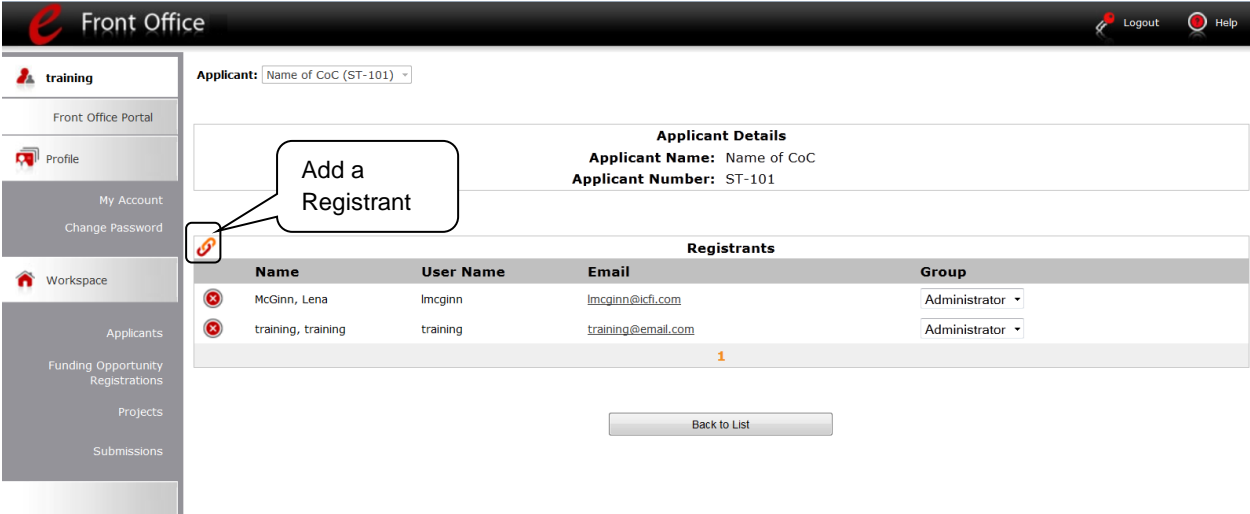 e Front Office
Logout
Help
training
Front Office Portal
Profile
My Account
Change Password
Workspace
Applicants
Funding Opportunity
Registrations
Projects
Submissions
Applicant: Name of CoC (ST-101)
Applicant Details
Applicant Name: Name of CoC
Applicant Number: ST-101
Add a
Registrant
Registrants
Name User Name Email Group
McGinn, Lena lmcginn lmcginn@icfi.com Administrator
training, training training training@email.com Administrator
1
Back to List